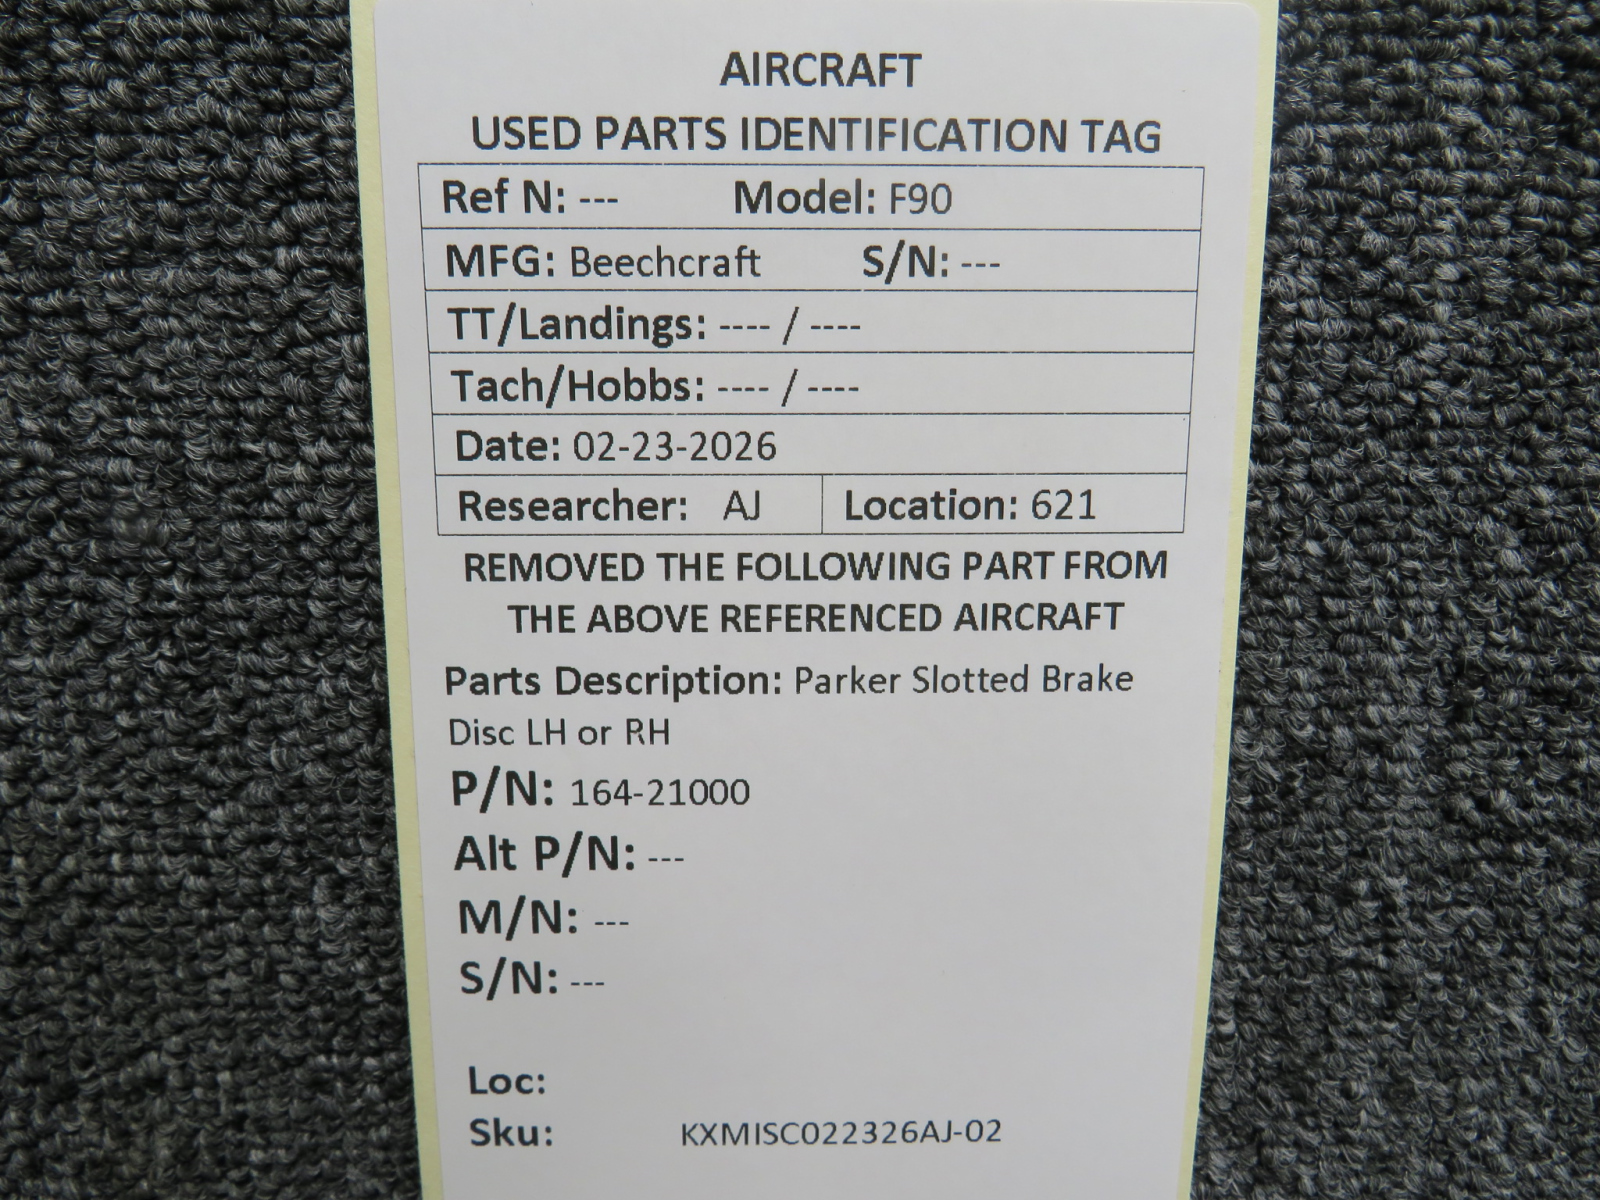 AIRCRAFT
USED PARTS IDENTIFICATION TAG
Ref N: --- Model: F90
MFG: Beechcraft S/N: ---
TT/Landings: ---- / ----
Tach/Hobbs: ---- / ----
Date: 02-23-2026
Researcher: AJ Location: 621
REMOVED THE FOLLOWING PART FROM
THE ABOVE REFERENCED AIRCRAFT
Parts Description: Parker Slotted Brake
Disc LH or RH
P/N: 164-21000
Alt P/N: ---
M/N: ---
S/N: ---
Loc:
Sku: KXMISC022326AJ-02